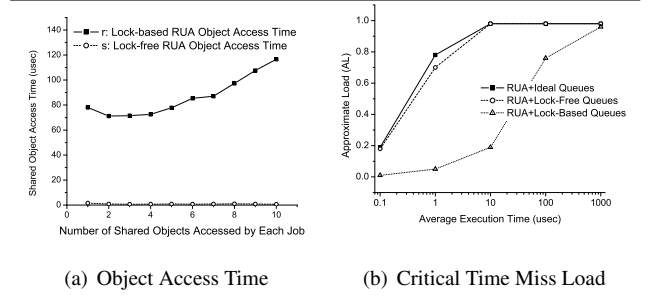 140
120
100
80
60
40
20
0
Shared Object Access Time (usec)
r: Lock-based RUA Object Access Time
s: Lock-free RUA Object Access Time
0 2 4 6 8 10
Number of Shared Objects Accessed by Each Job
(a) Object Access Time
1.0
0.8
0.6
0.4
0.2
0.0
Approximate Load (AL)
RUA+Ideal Queues
RUA+Lock-Free Queues
RUA+Lock-Based Queues
0.1 1 10 100 1000
Average Execution Time (usec)
(b) Critical Time Miss Load